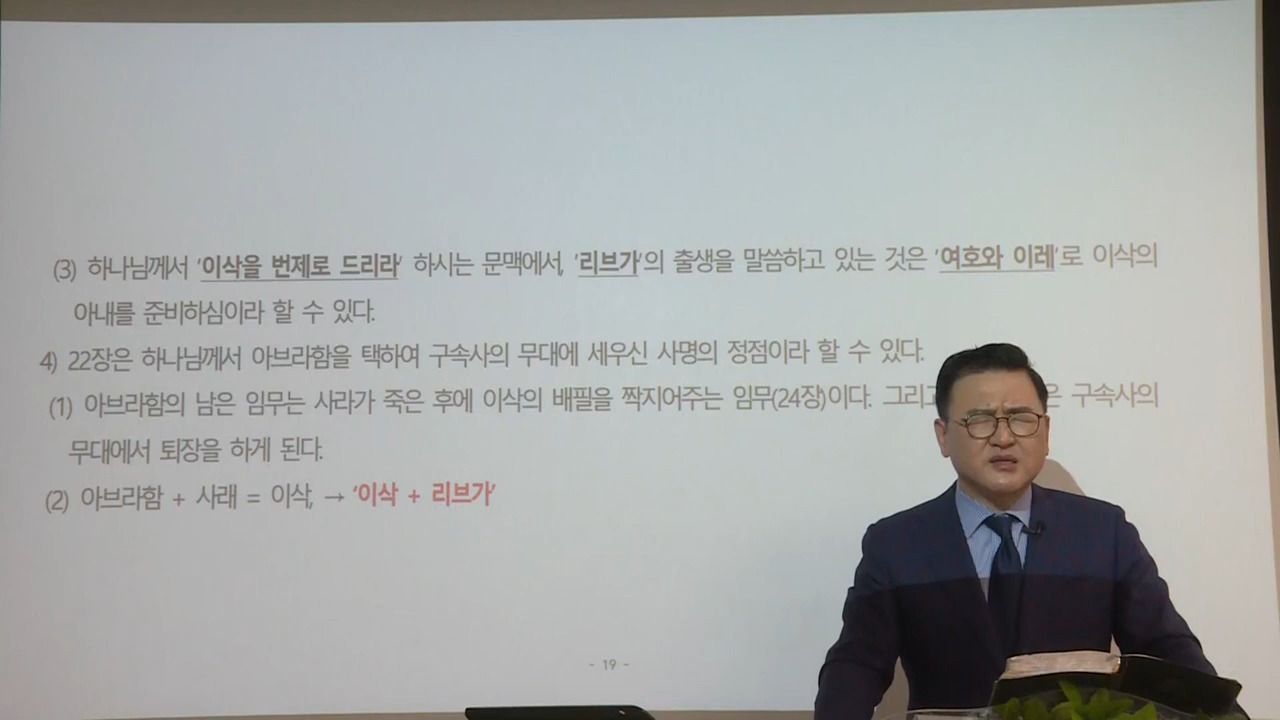 (3) 하나님께서 '이삭을 번제로 드리라' 하시는 문맥에서, '리브가'의 출생을 말씀하고 있는 것은 '여호와 이레'로 이삭의
아내를 준비하심이라 할 수 있다.
4) 22장은 하나님께서 아브라함을 택하여 구속사의 무대에 세우신 사명의 정점이라 할 수 있다.
(1) 아브라함의 남은 임무는 사라가 죽은 후에 이삭의 배필을 짝지어주는 임무(24장)이다. 그리고 은 구속사의
무대에서 퇴장을 하게 된다.
(2) 아브라함 + 사래 = 이삭, → '이삭 + 리브가'
- 19 -